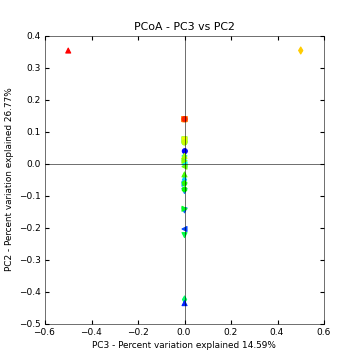 PCoA - PC3 vs PC2
0.4
0.3
0.2
0.1
0.0
−0.1
−0.2
−0.3
−0.4
−0.5
PC2 - Percent variation explained 26.77%
−0.6 −0.4 −0.2 0.0 0.2 0.4 0.6
PC3 - Percent variation explained 14.59%